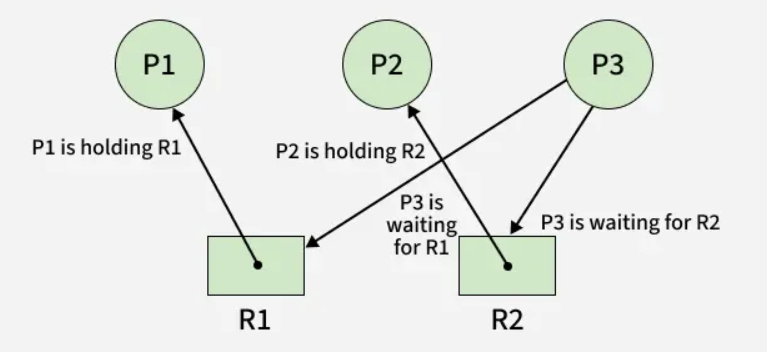 P1
P2
P3
P1 is holding R1
P2 is holding R2
P3 is
waiting
for R1
P3 is waiting for R2
R1
R2